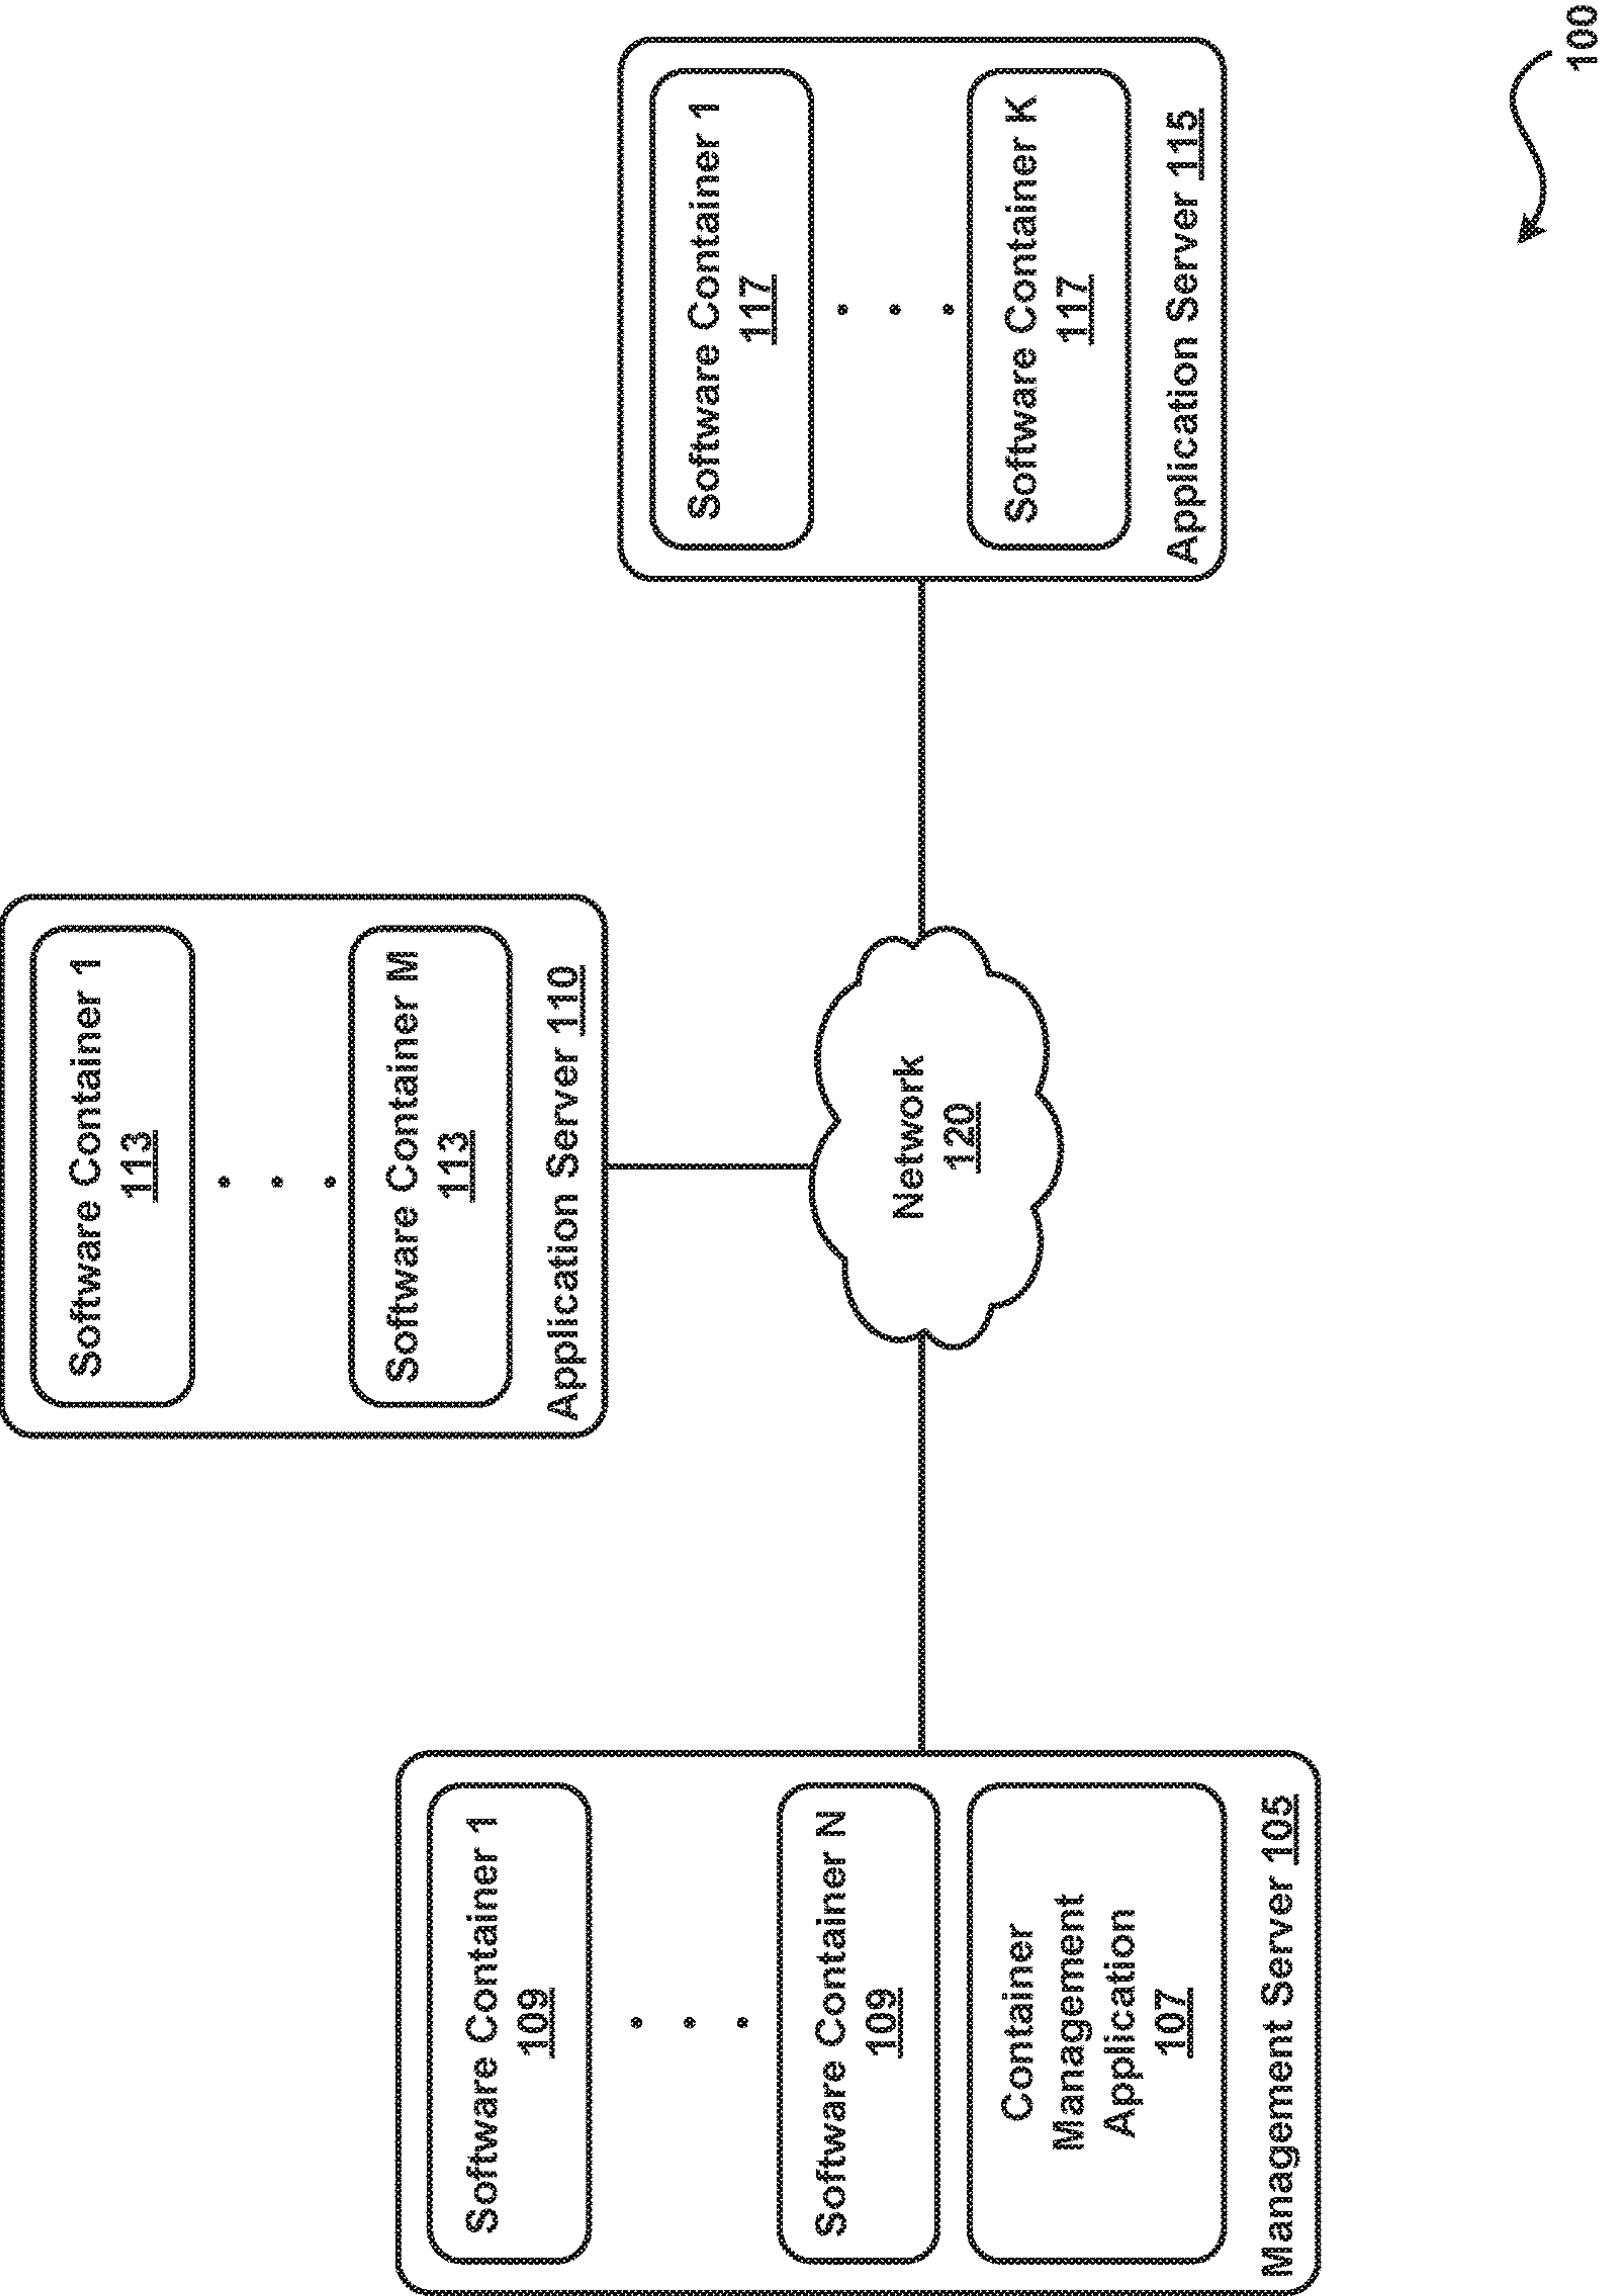 Software Container 1
109
Software Container N
109
Container
Management
Application
107
Management Server 105
Software Container 1
113
Software Container M
113
Application Server 110
Network
120
Software Container 1
117
Software Container K
117
Application Server 115
100